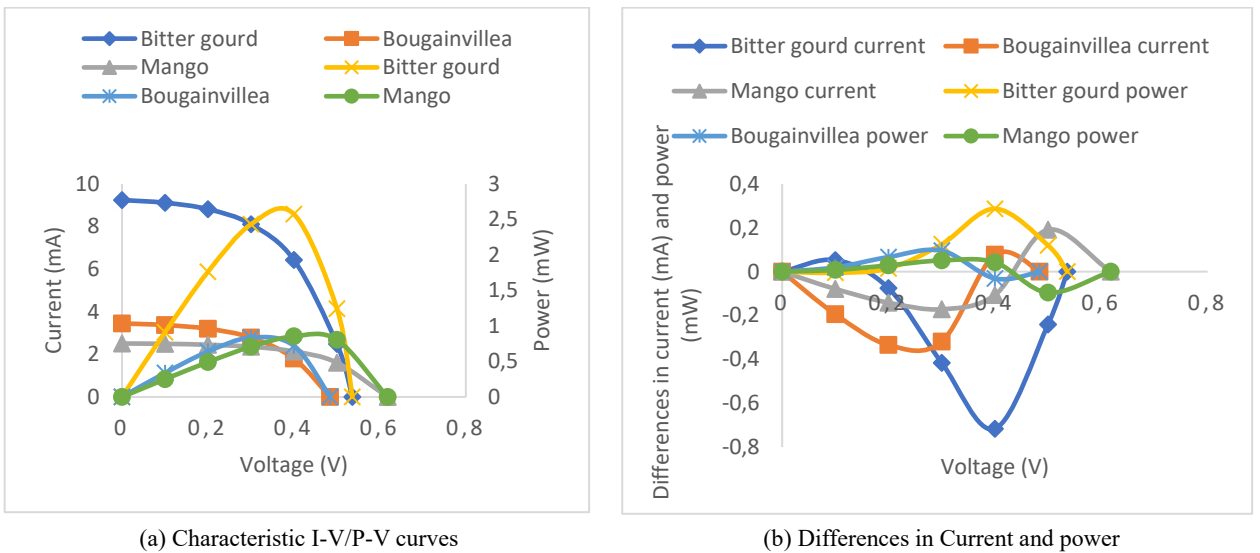 Bitter gourd Bougainvillea
Mango Bitter gourd
Bougainvillea Mango
10
8
6
4
2
0
Current (mA)
3
2.5
2
1.5
1
0.5
0
Power (mW)
0 0,2 0,4 0,6 0,8
Voltage (V)
(a) Characteristic I-V/P-V curves
Bitter gourd current Bougainvillea current
Mango current Bitter gourd power
Bougainvillea power Mango power
Differences in current (mA) and power
(mW)
0,4
0,2
0
-0,2
-0,4
-0,6
-0,8
0 0,2 0,4 0,6 0,8
Voltage (V)
(b) Differences in Current and power